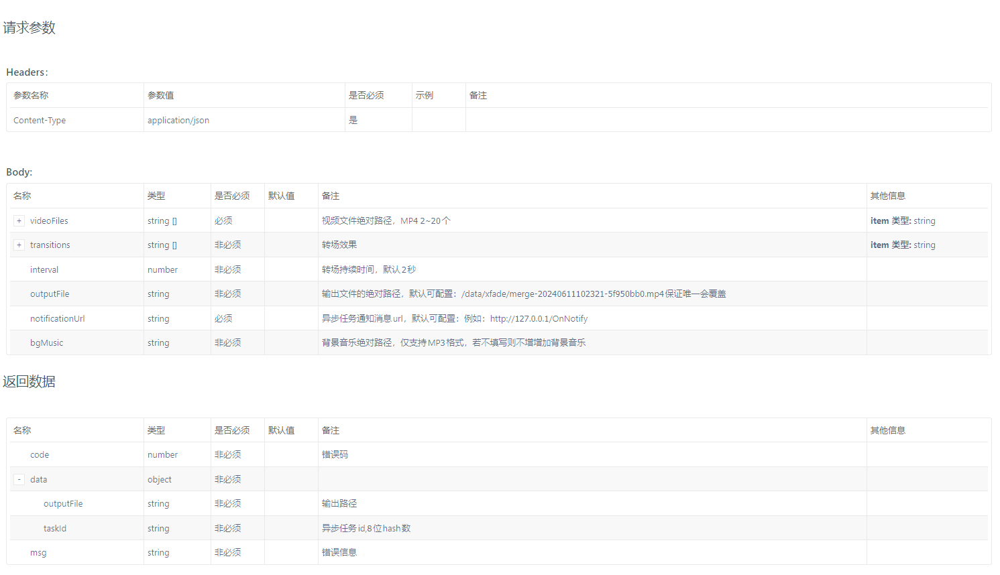 请求参数
Headers:
参数名称 参数值 是否必须 示例 备注
Content-Type application/json 是
Body:
名称 类型 是否必须 默认值 备注 其他信息
+ videoFiles string [] 必须 视频文件绝对路径，MP4 2~20个 item 类型: string
+ transitions string [] 非必须 转场效果 item 类型: string
interval number 非必须 转场持续时间，默认2秒
outputFile string 非必须 输出文件的绝对路径，默认可配置：/data/xfade/merge-20240611102321-5f950bb0.mp4保证唯一会覆盖
notificationUrl string 必须 异步任务通知消息url，默认可配置：例如：http://127.0.0.1/OnNotify
bgMusic string 非必须 背景音乐绝对路径，仅支持MP3格式，若不填写则不增增加背景音乐
返回数据
名称 类型 是否必须 默认值 备注 其他信息
code number 非必须 错误码
- data object 非必须
outputFile string 非必须 输出路径
taskId string 非必须 异步任务id,8位hash数
msg string 非必须 错误信息